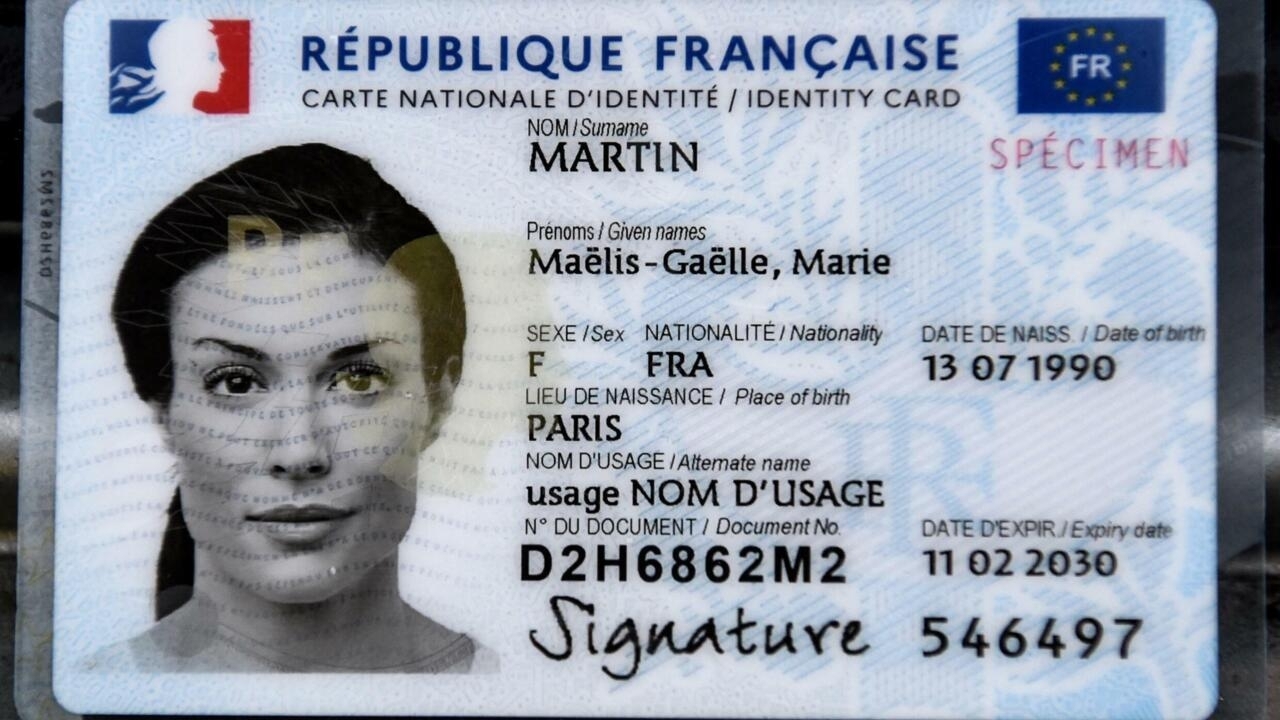 RÉPUBLIQUE FRANÇAISE
FR
CARTE NATIONALE D'IDENTITÉ / IDENTITY CARD
SPÉCIMEN
NOM / Surname
MARTIN
Prénoms / Given names
Maëlis-Gaëlle, Marie
SEXE / Sex NATIONALITÉ / Nationality DATE DE NAISS. / Date of birth
F FRA 13 07 1990
LIEU DE NAISSANCE / Place of birth
PARIS
NOM D'USAGE / Alternate name
usage NOM D'USAGE
N° DU DOCUMENT / Document No. DATE D'EXPIR. / Expiry date
D2H6862M2 11 02 2030
Signature 546497
RF